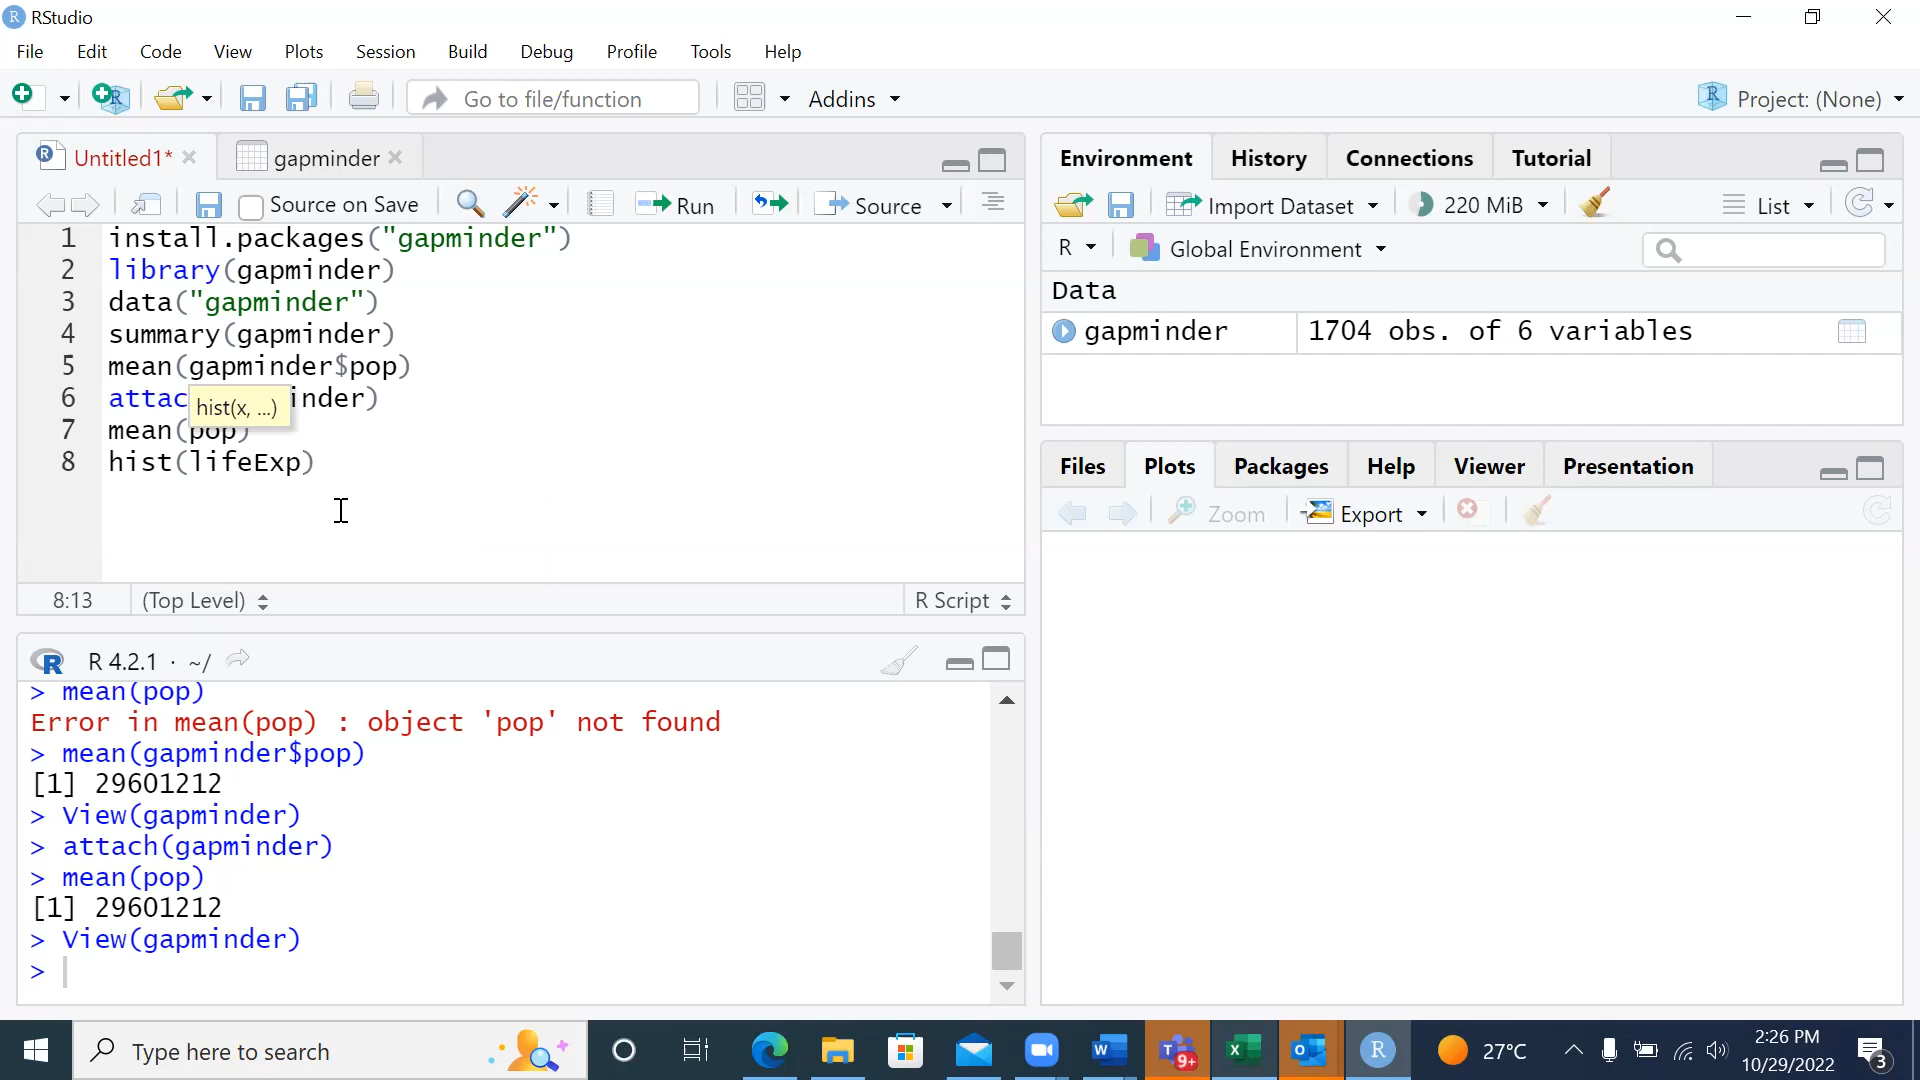 RStudio
File Edit Code View Plots Session Build Debug Profile Tools Help
Go to file/function Addins Project: (None)
Untitled1* gapminder
Source on Save Run Source
1 install.packages("gapminder")
2 library(gapminder)
3 data("gapminder")
4 summary(gapminder)
5 mean(gapminder$pop)
6 attac inder)
hist(x, ...)
7 mean(pop)
8 hist(lifeExp)
8:13 (Top Level) R Script
R 4.2.1 · ~/
> mean(pop)
Error in mean(pop) : object 'pop' not found
> mean(gapminder$pop)
[1] 29601212
> View(gapminder)
> attach(gapminder)
> mean(pop)
[1] 29601212
> View(gapminder)
>
Environment History Connections Tutorial
Import Dataset 220 MiB List
R Global Environment
Data
gapminder 1704 obs. of 6 variables
Files Plots Packages Help Viewer Presentation
Zoom Export
Type here to search 9+ 27°C 2:26 PM
10/29/2022 3